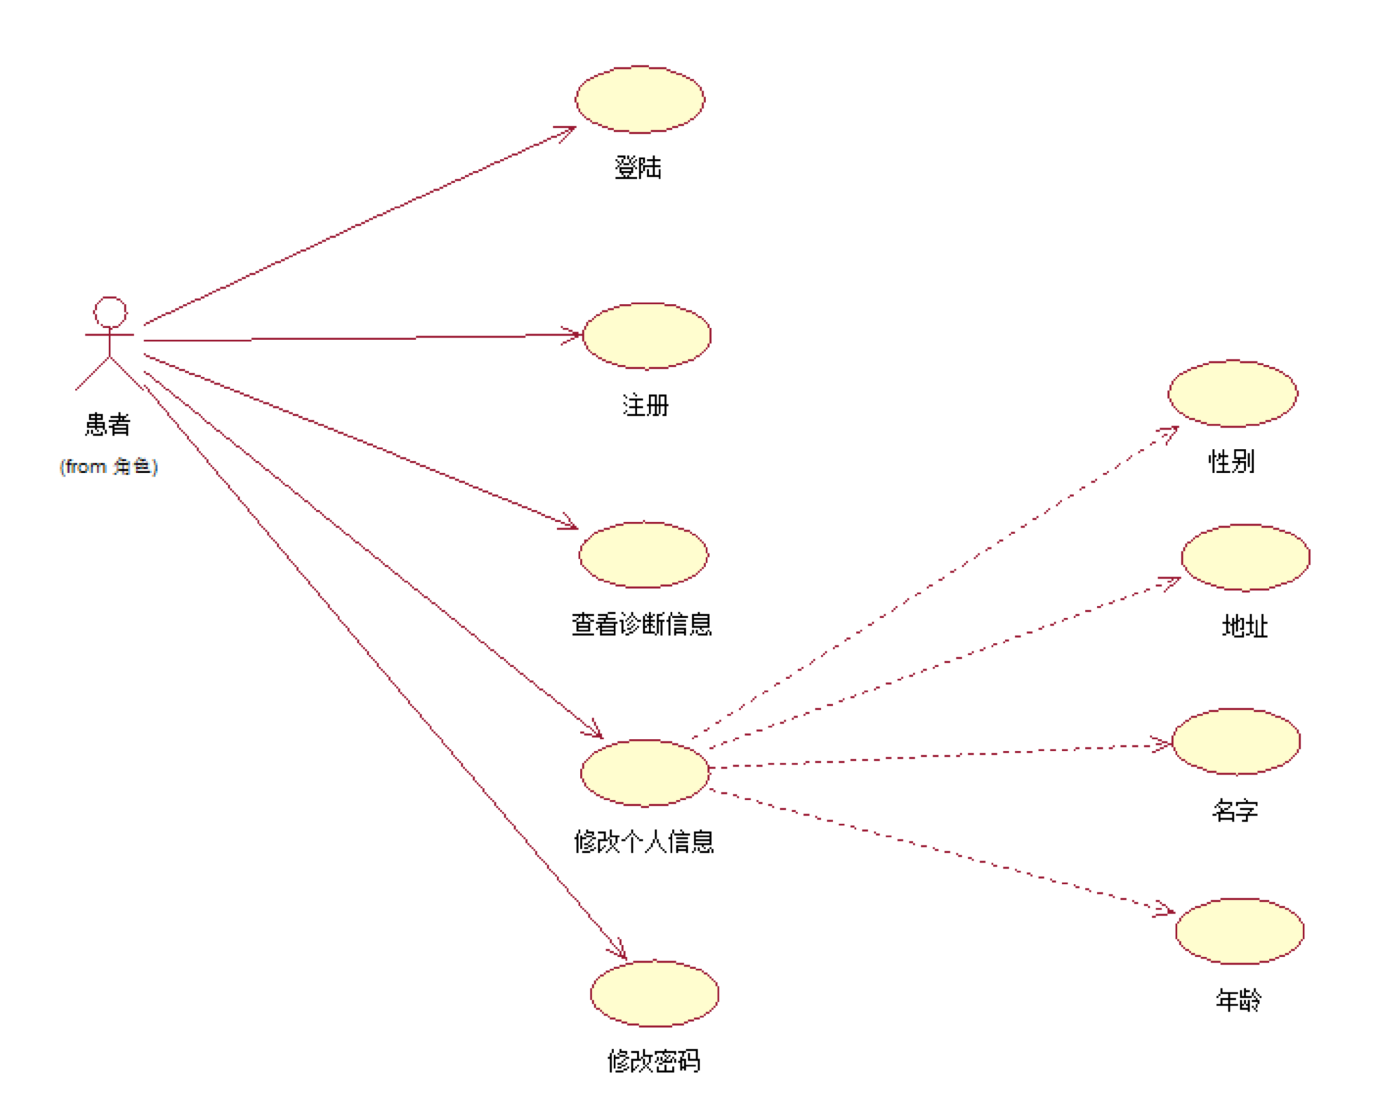 登陆
注册
患者
(from 角色)
性别
查看诊断信息
地址
名字
修改个人信息
年龄
修改密码